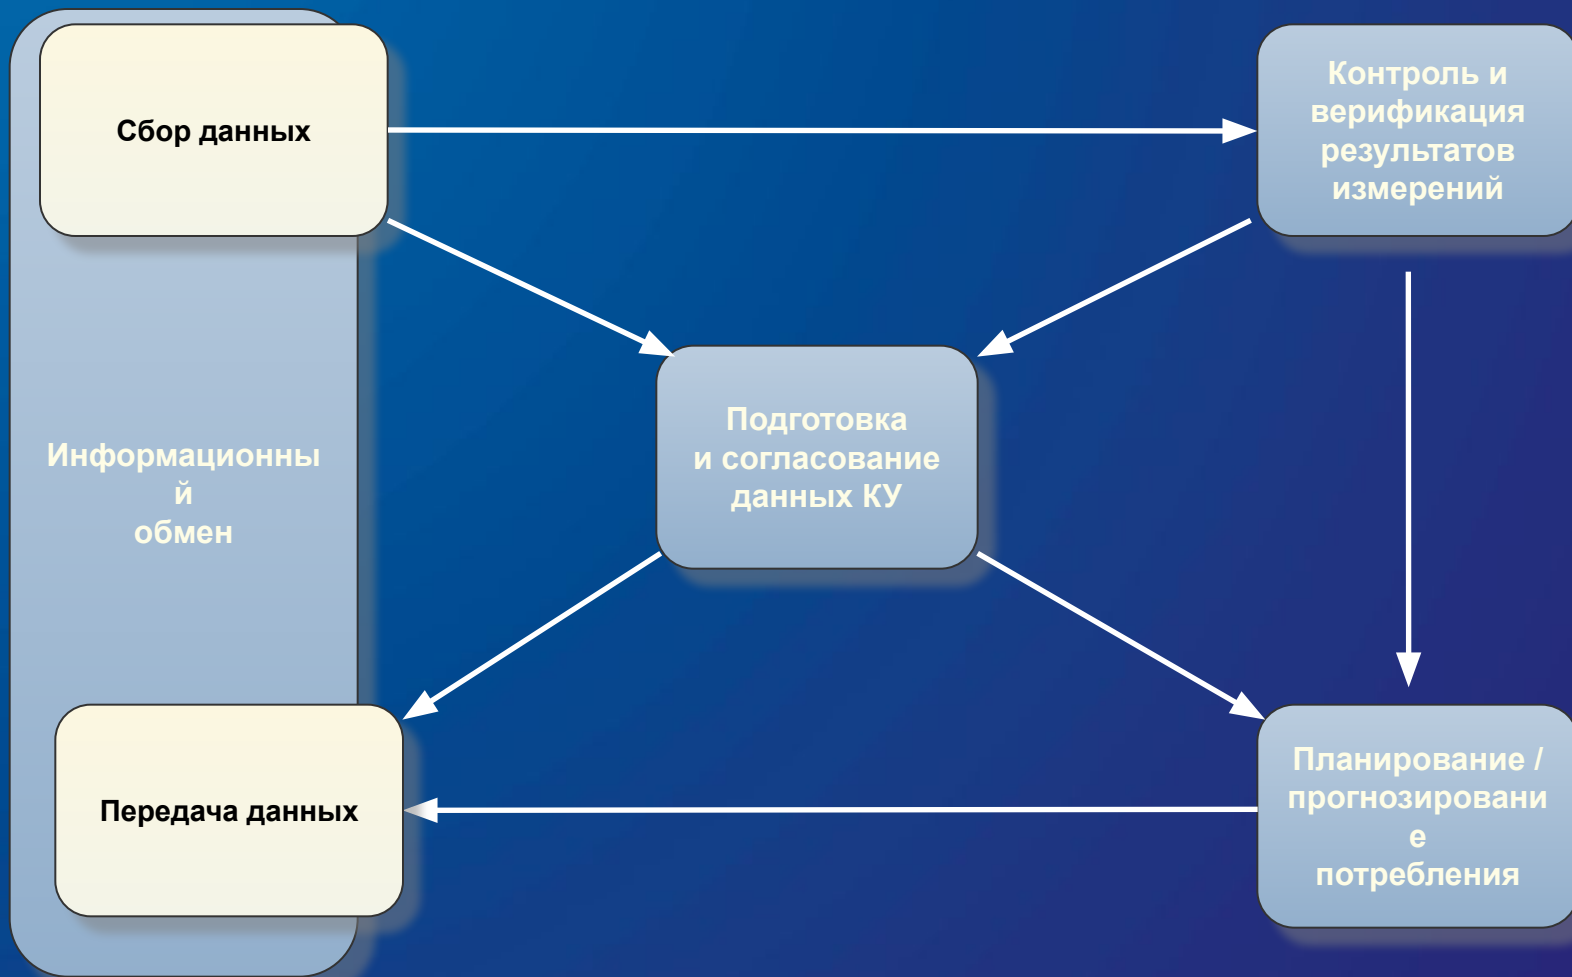 Сбор данных
Контроль и
верификация
результатов
измерений
Информационны
й
обмен
Подготовка
и согласование
данных КУ
Передача данных
Планирование /
прогнозировани
е
потребления